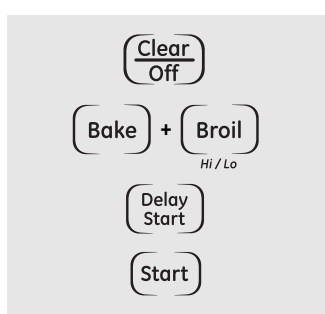 Clear
Off
Bake + Broil
Hi / Lo
Delay
Start
Start